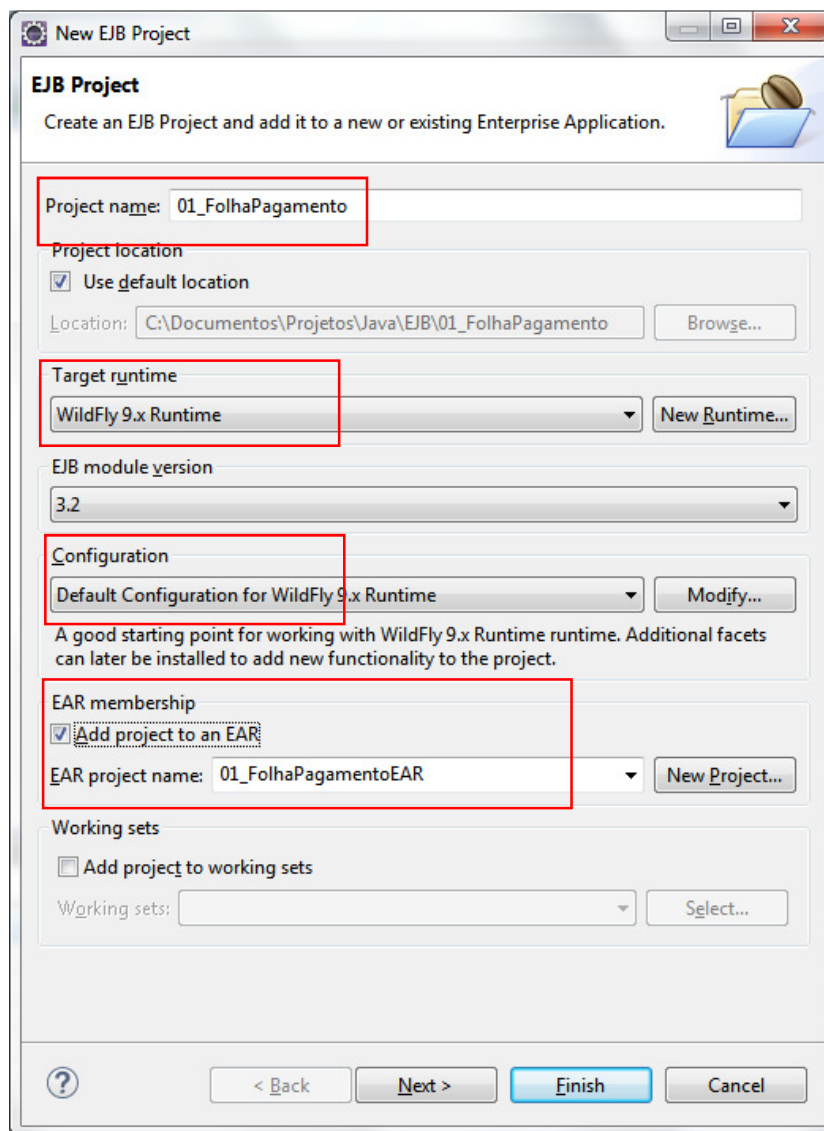 New EJB Project
EJB Project
Create an EJB Project and add it to a new or existing Enterprise Application.
Project name: 01_FolhaPagamento
Project location
Use default location
Location: C:\Documentos\Projetos\Java\EJB\01_FolhaPagamento Browse...
Target runtime
WildFly 9.x Runtime New Runtime...
EJB module version
3.2
Configuration
Default Configuration for WildFly 9.x Runtime Modify...
A good starting point for working with WildFly 9.x Runtime runtime. Additional facets
can later be installed to add new functionality to the project.
EAR membership
Add project to an EAR
EAR project name: 01_FolhaPagamentoEAR New Project...
Working sets
Add project to working sets
Working sets: Select...
? < Back Next > Finish Cancel